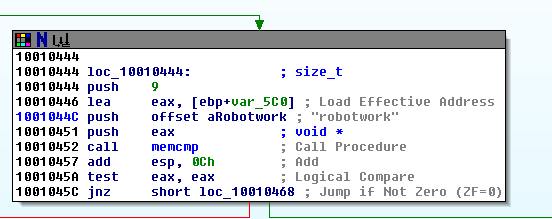 10010444
10010444 loc_10010444: ; size_t
10010444 push 9
10010446 lea eax, [ebp+var_5C0] ; Load Effective Address
1001044C push offset aRobotwork ; "robotwork"
10010451 push eax ; void *
10010452 call memcmp ; Call Procedure
10010457 add esp, 0Ch ; Add
1001045A test eax, eax ; Logical Compare
1001045C jnz short loc_10010468 ; Jump if Not Zero (ZF=0)